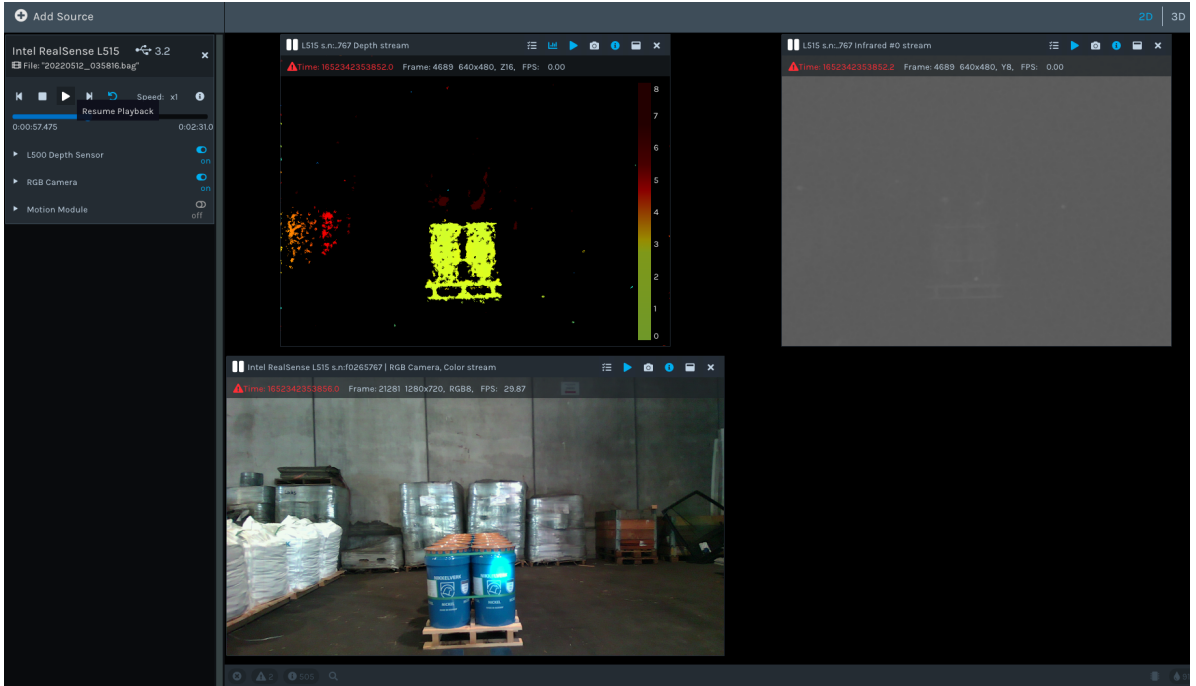 Add Source
2D
3D
Intel RealSense L515 3.2
File: "20220512_035816.bag"
Speed: x1
Resume Playback
0:00:57.475
0:02:31.0
L500 Depth Sensor
on
RGB Camera
on
Motion Module
off
L515 s.n:..767 Depth stream
Time: 1652342353852.0 Frame: 4689 640x480, Z16, FPS: 0.00
8
7
6
5
4
3
2
1
0
L515 s.n:..767 Infrared #0 stream
Time: 1652342353852.2 Frame: 4689 640x480, Y8, FPS: 0.00
Intel RealSense L515 s.n:f0265767 | RGB Camera, Color stream
Time: 1652342353856.0 Frame: 21281 1280x720, RGB8, FPS: 29.87
NIKKELVERK
NICKEL
NICKEL
2
505